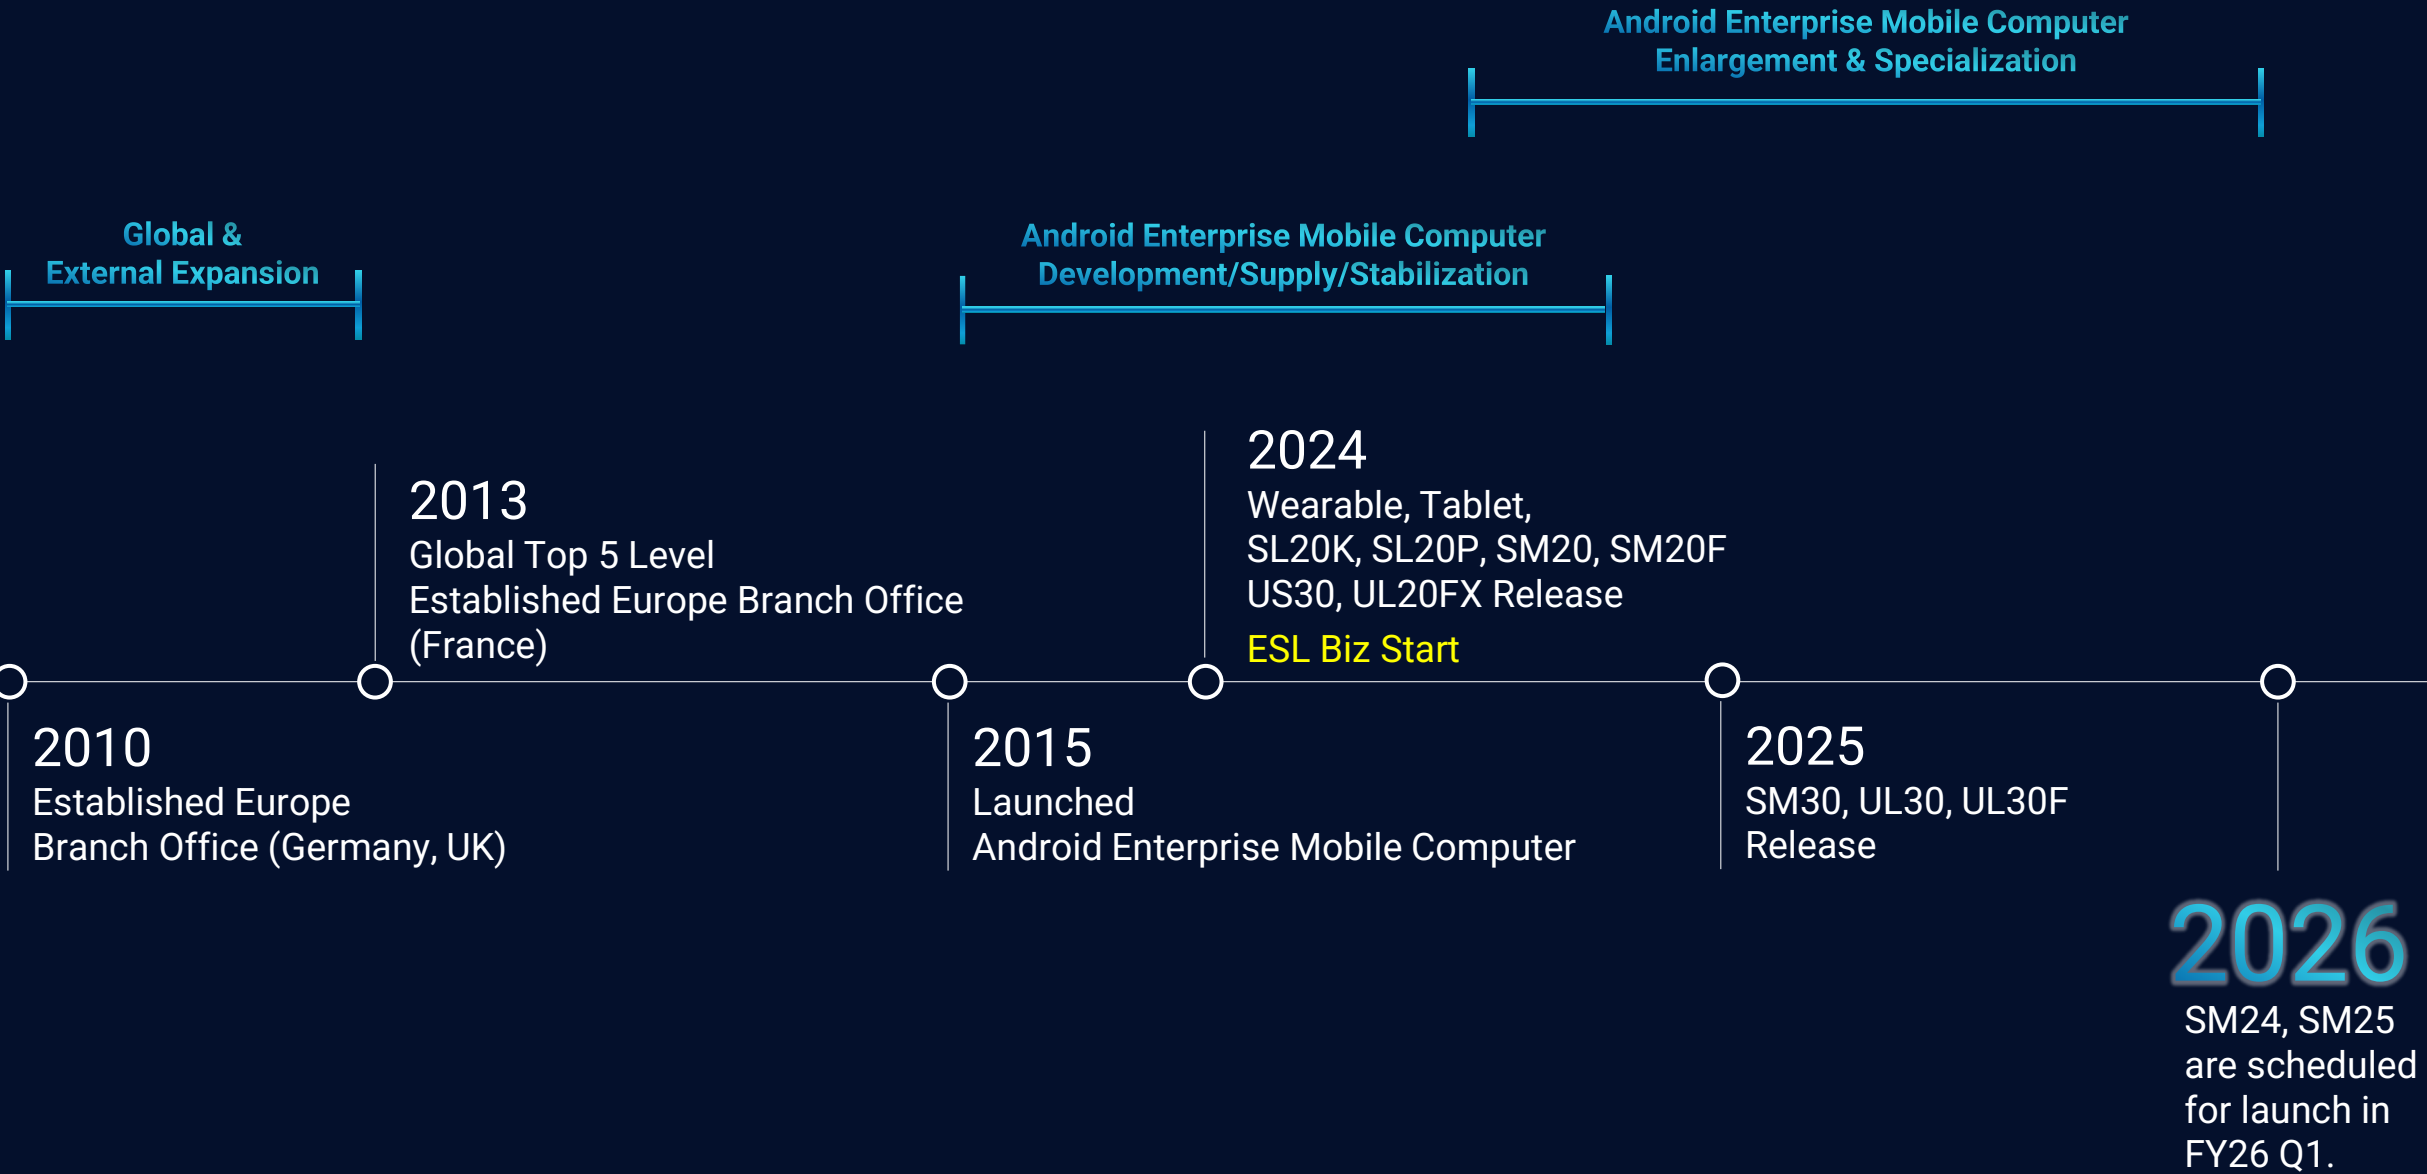 Android Enterprise Mobile Computer
Enlargement & Specialization
Global &
External Expansion
Android Enterprise Mobile Computer
Development/Supply/Stabilization
2024
Wearable, Tablet,
SL20K, SL20P, SM20, SM20F
US30, UL20FX Release
ESL Biz Start
2013
Global Top 5 Level
Established Europe Branch Office
(France)
2010
Established Europe
Branch Office (Germany, UK)
2015
Launched
Android Enterprise Mobile Computer
2025
SM30, UL30, UL30F
Release
2026
SM24, SM25
are scheduled
for launch in
FY26 Q1.